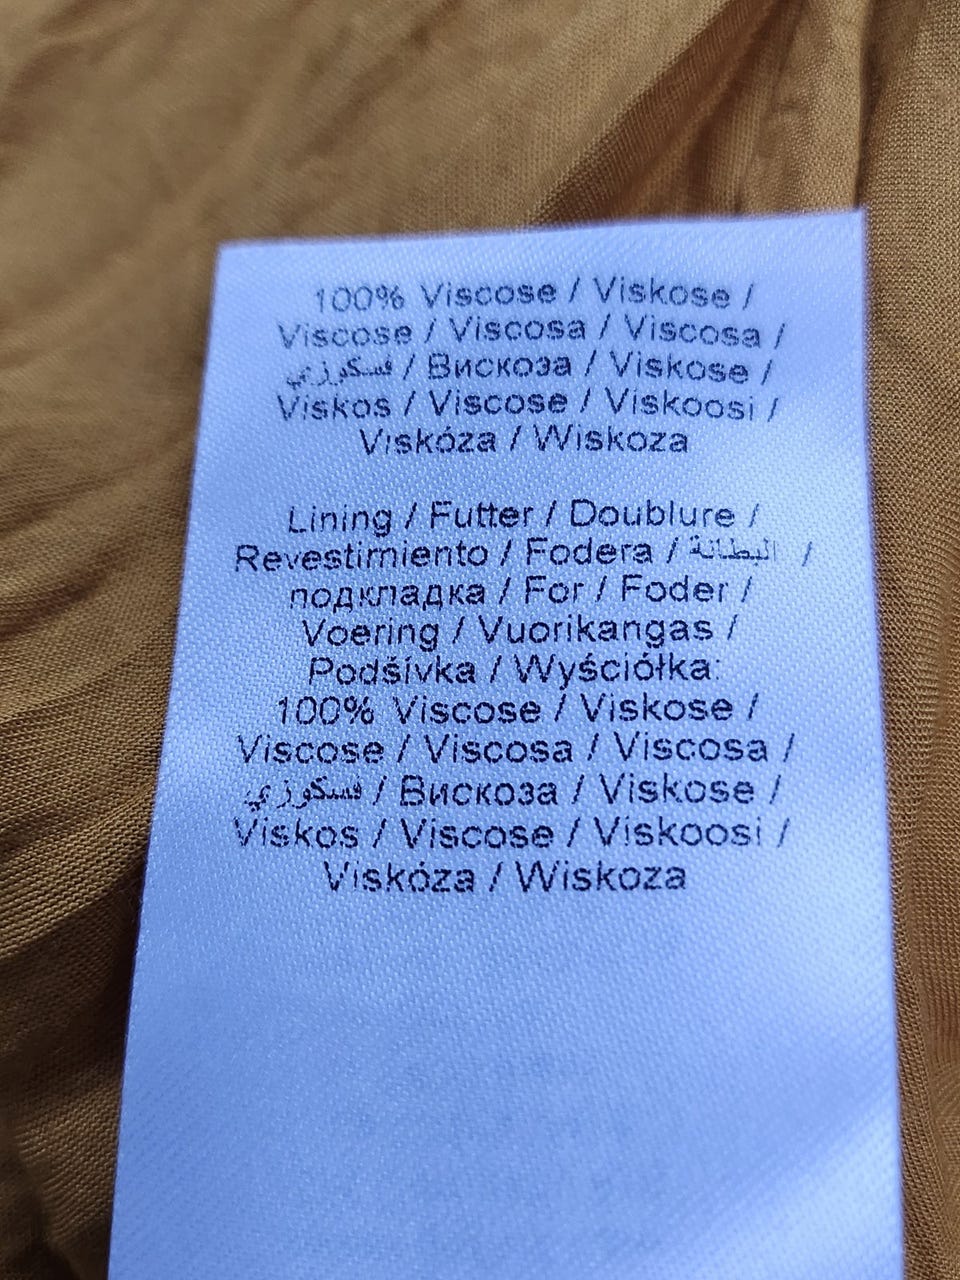 100% Viscose / Viskose /
Viscose / Viscosa / Viscosa /
فسكوزي / Вискоза / Viskose /
Viskos / Viscose / Viskoosi /
Viskóza / Wiskoza
Lining / Futter / Doublure /
Revestimiento / Fodera / البطانة /
подкладка / For / Foder /
Voering / Vuorikangas /
Podšívka / Wyściółka:
100% Viscose / Viskose /
Viscose / Viscosa / Viscosa /
فسكوزي / Вискоза / Viskose /
Viskos / Viscose / Viskoosi /
Viskóza / Wiskoza